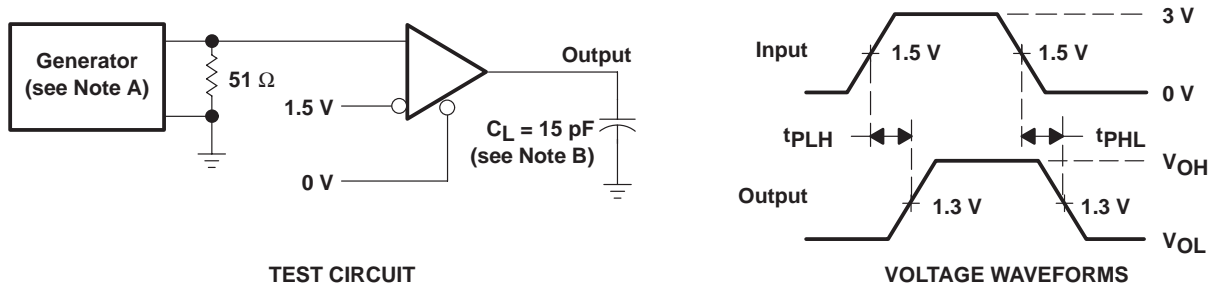 Generator
(see Note A)
51 Ω
1.5 V
0 V
Output
CL = 15 pF
(see Note B)
TEST CIRCUIT
3 V
Input
1.5 V
1.5 V
0 V
tPLH
tPHL
VOH
Output
1.3 V
1.3 V
VOL
VOLTAGE WAVEFORMS